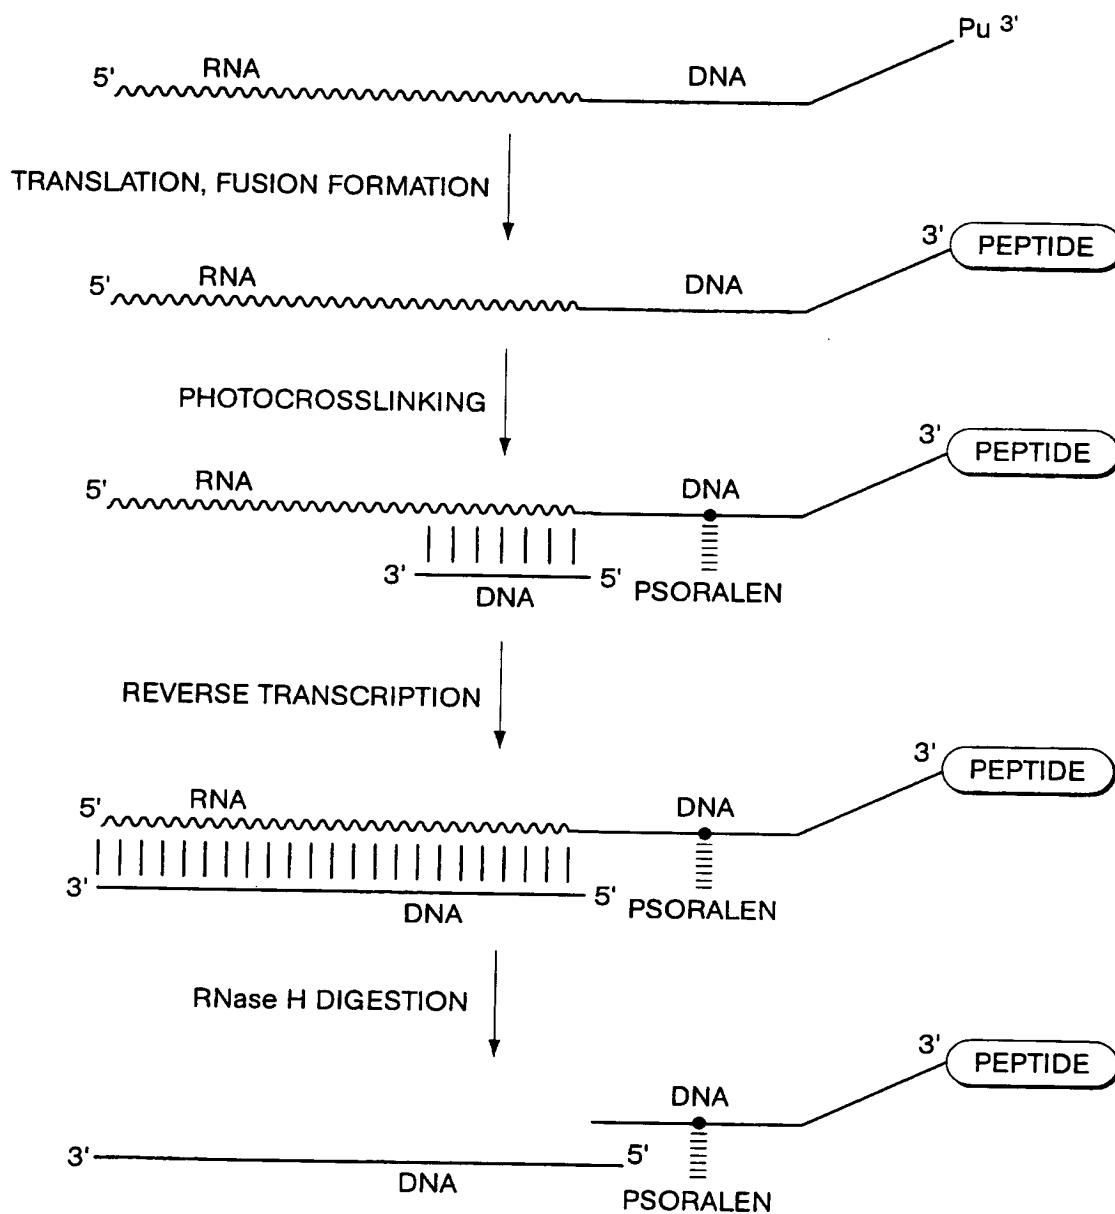 Pu 3'
5' RNA DNA
TRANSLATION, FUSION FORMATION
3' PEPTIDE
5' RNA DNA
PHOTOCROSSLINKING
3' PEPTIDE
5' RNA DNA
3' DNA 5' PSORALEN
REVERSE TRANSCRIPTION
3' PEPTIDE
5' RNA DNA
3' DNA 5' PSORALEN
RNase H DIGESTION
3' PEPTIDE
DNA
3' DNA 5' PSORALEN